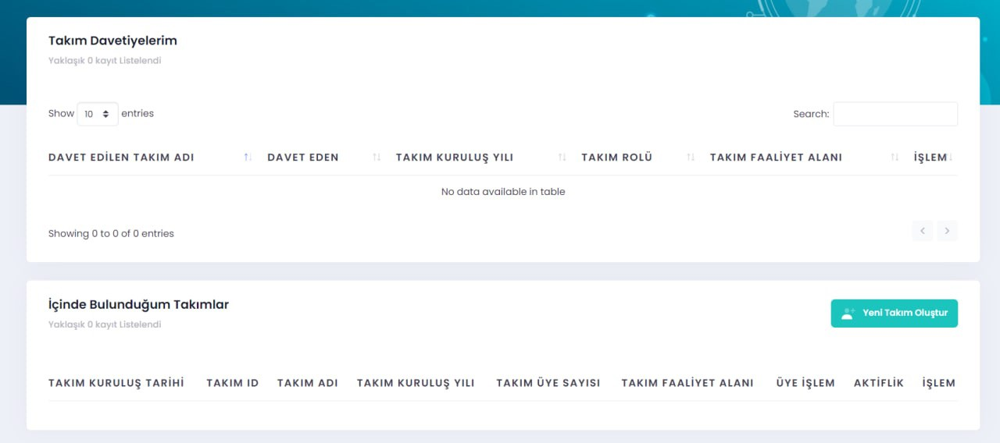 Takım Davetiyelerim
Yaklaşık 0 kayıt Listelendi
Show 10 entries
Search:
DAVET EDİLEN TAKIM ADI DAVET EDEN TAKIM KURULUŞ YILI TAKIM ROLÜ TAKIM FAALİYET ALANI İŞLEM
No data available in table
Showing 0 to 0 of 0 entries
İçinde Bulunduğum Takımlar
Yaklaşık 0 kayıt Listelendi
Yeni Takım Oluştur
TAKIM KURULUŞ TARİHİ TAKIM ID TAKIM ADI TAKIM KURULUŞ YILI TAKIM ÜYE SAYISI TAKIM FAALİYET ALANI ÜYE İŞLEM AKTİFLİK İŞLEM